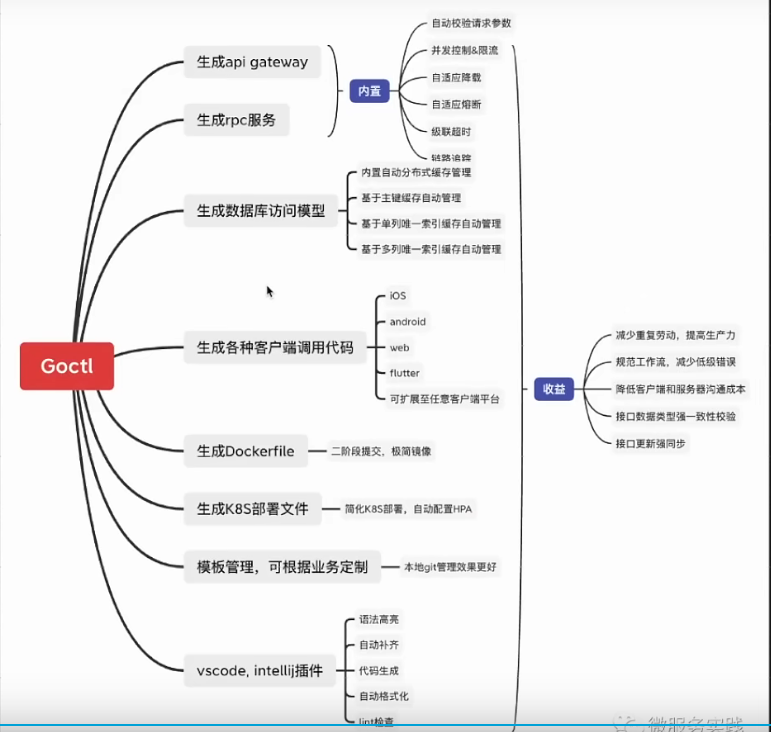 Goctl
生成api gateway
生成rpc服务
内置
自动校验请求参数
并发控制&限流
自适应降载
自适应熔断
级联超时
链路追踪
生成数据库访问模型
内置自动分布式缓存管理
基于主键缓存自动管理
基于单列唯一索引缓存自动管理
基于多列唯一索引缓存自动管理
生成各种客户端调用代码
iOS
android
web
flutter
可扩展至任意客户端平台
生成Dockerfile
二阶段提交，极简镜像
生成K8S部署文件
简化K8S部署，自动配置HPA
模板管理，可根据业务定制
本地git管理效果更好
vscode, intellij插件
语法高亮
自动补齐
代码生成
自动格式化
lint检查
收益
减少重复劳动，提高生产力
规范工作流，减少低级错误
降低客户端和服务器沟通成本
接口数据类型强一致性校验
接口更新强同步
微服务实践